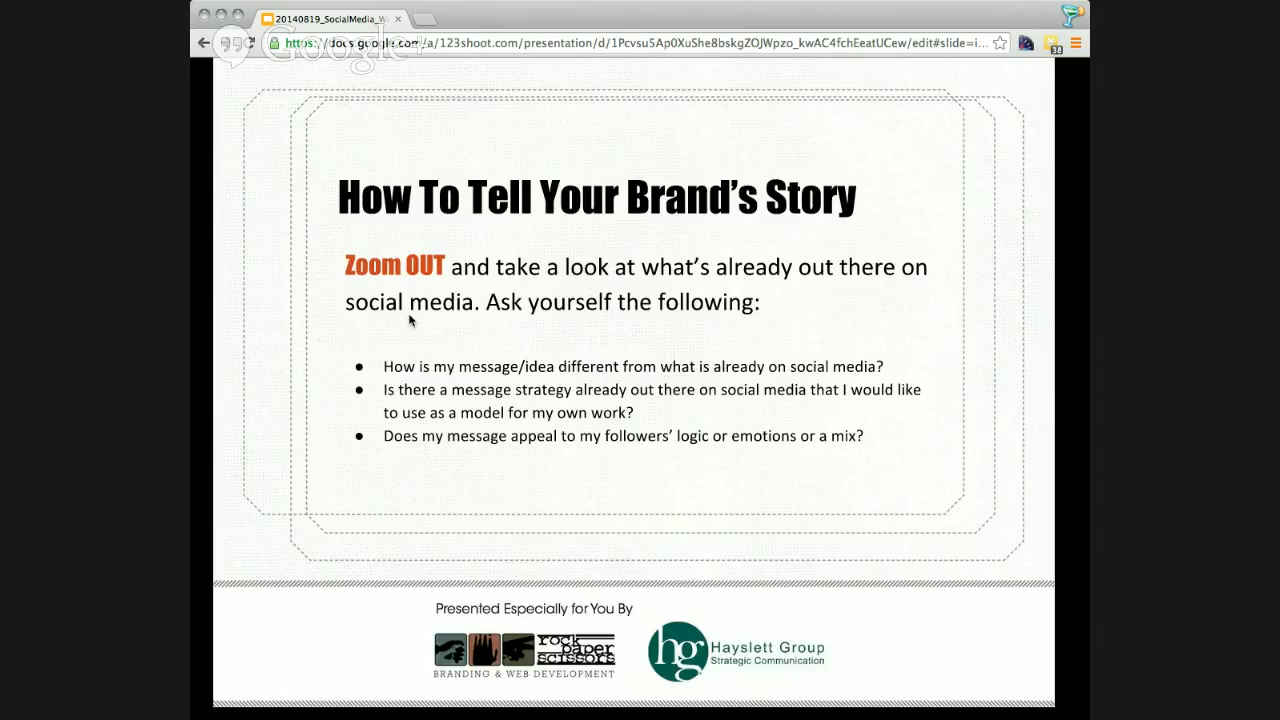 20140819_SocialMedia_W
https://docs.google.com/a/123shoot.com/presentation/d/1Pcvsu5Ap0XuShe8bskgZOJWpzo_kwAC4fchEeatUCew/edit#slide=i...
Google+
38
How To Tell Your Brand's Story
Zoom OUT and take a look at what's already out there on
social media. Ask yourself the following:
● How is my message/idea different from what is already on social media?
● Is there a message strategy already out there on social media that I would like
to use as a model for my own work?
● Does my message appeal to my followers' logic or emotions or a mix?
Presented Especially for You By
rock
paper
scissors
BRANDING & WEB DEVELOPMENT
hg
Hayslett Group
Strategic Communication